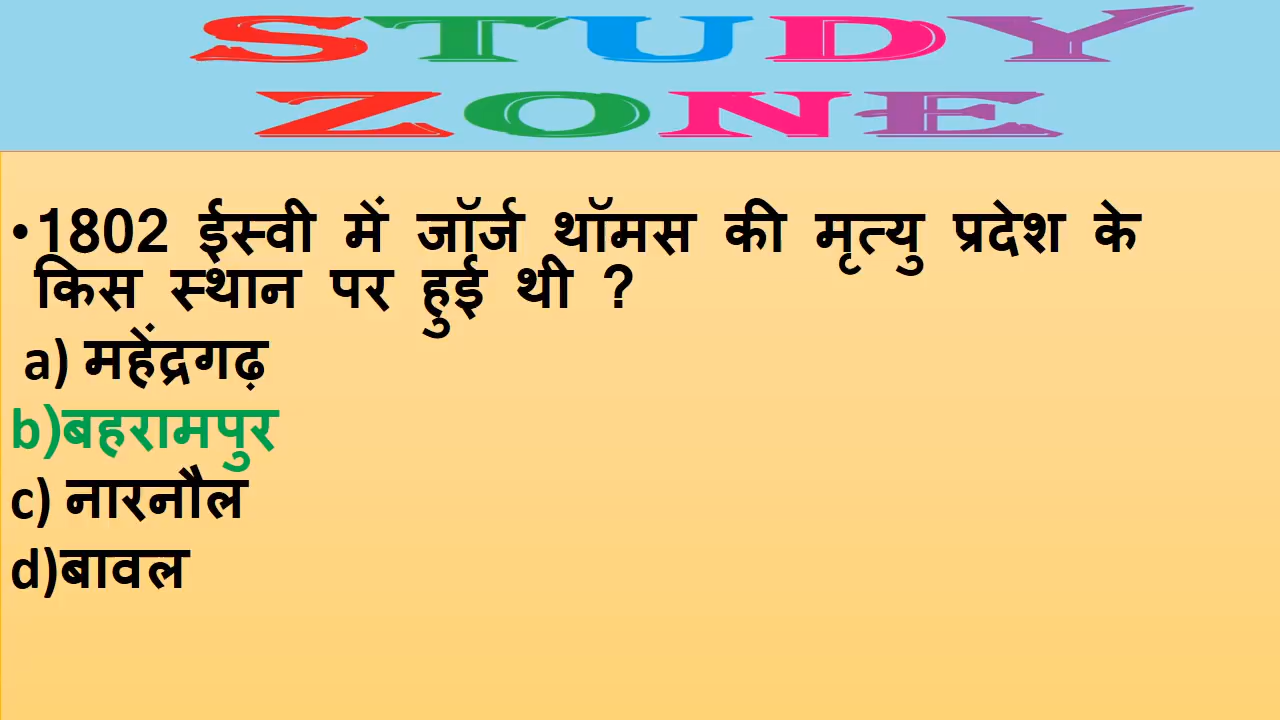 STUDY
ZONE
•1802 ईस्वी में जॉर्ज थॉमस की मृत्यु प्रदेश के
किस स्थान पर हुई थी ?
a) महेंद्रगढ़
b)बहरामपुर
c) नारनौल
d)बावल